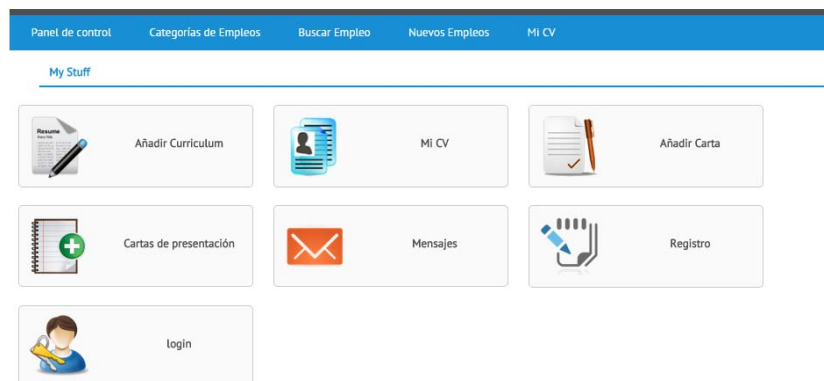 Panel de control Categorías de Empleos Buscar Empleo Nuevos Empleos Mi CV
My Stuff
Resume
Añadir Curriculum
Mi CV
Añadir Carta
Cartas de presentación
Mensajes
Registro
login